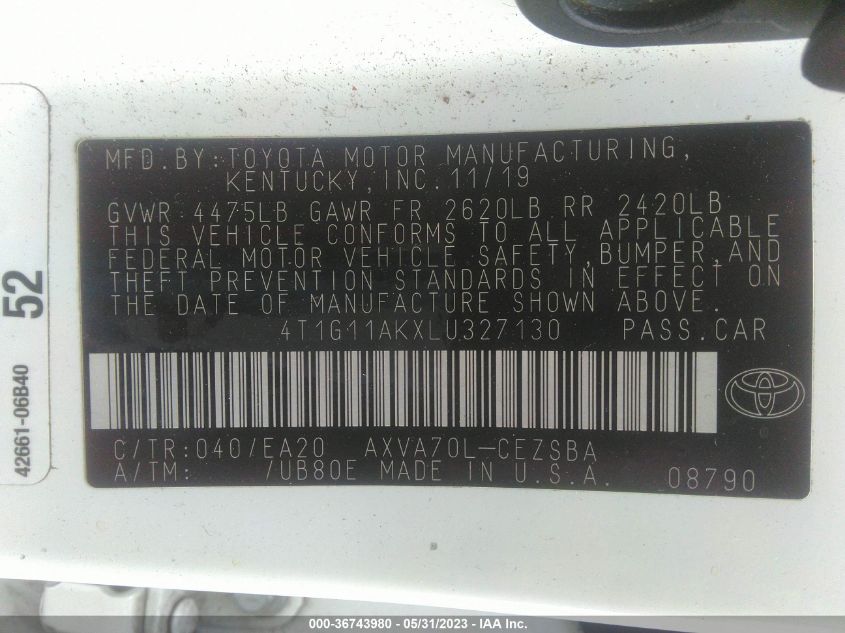 MFD. BY: TOYOTA MOTOR MANUFACTURING,
KENTUCKY, INC. 11/19
GVWR 4475LB GAWR FR 2620LB RR 2420LB
THIS VEHICLE CONFORMS TO ALL APPLICABLE
FEDERAL MOTOR VEHICLE SAFETY, BUMPER, AND
THEFT PREVENTION STANDARDS IN EFFECT ON
THE DATE OF MANUFACTURE SHOWN ABOVE.
4T1G11AKXLU327130 PASS. CAR
C/TR: 040/EA20 AXVA70L-CEZSBA
A/TM: /UB80E MADE IN U.S.A. 08790
52
42661-06B40
000-36743980 - 05/31/2023 - IAA Inc.